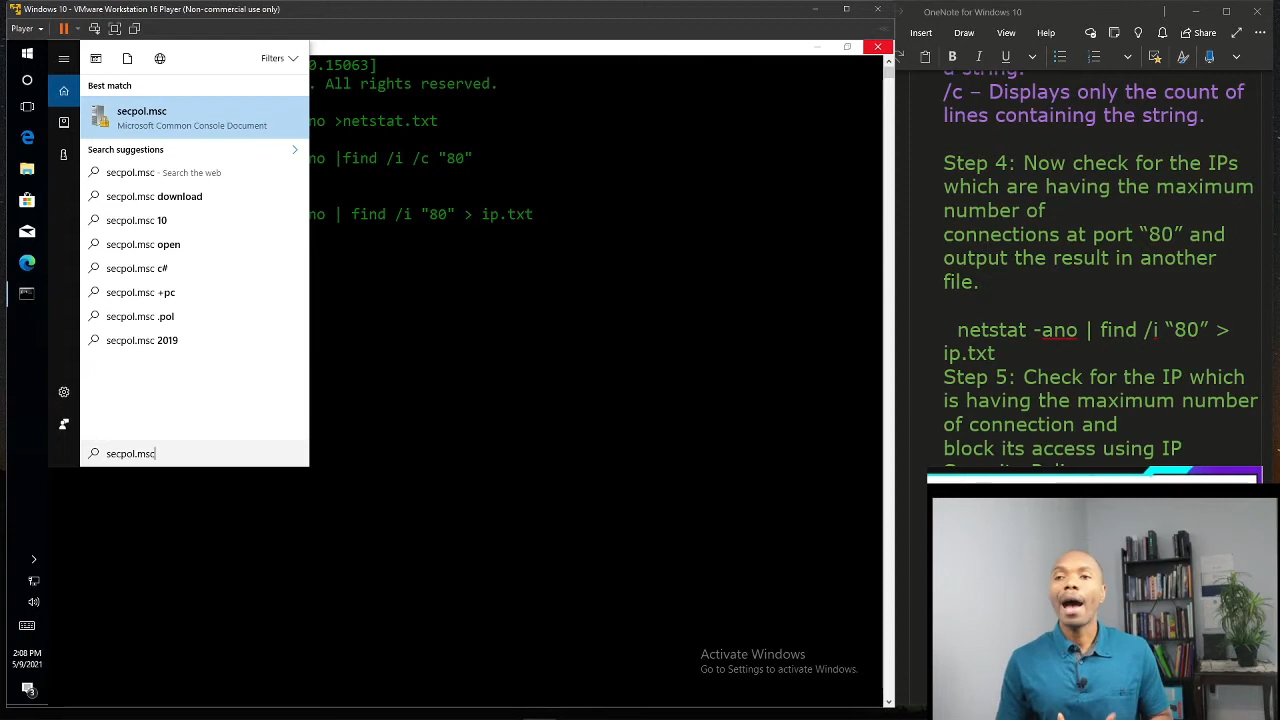 Windows 10 - VMware Workstation 16 Player (Non-commercial use only)
Player
Filters
Best match
secpol.msc
Microsoft Common Console Document
Search suggestions
secpol.msc - Search the web
secpol.msc download
secpol.msc 10
secpol.msc open
secpol.msc c#
secpol.msc +pc
secpol.msc .pol
secpol.msc 2019
secpol.msc
0.15063]
. All rights reserved.
no >netstat.txt
no |find /i /c "80"
no | find /i "80" > ip.txt
Activate Windows
Go to Settings to activate Windows.
2:08 PM
5/9/2021
3
OneNote for Windows 10
Insert
Draw
View
Help
Share
B
I
U
a string.
/c – Displays only the count of
lines containing the string.
Step 4: Now check for the IPs
which are having the maximum
number of
connections at port “80” and
output the result in another
file.
netstat -ano | find /i “80” >
ip.txt
Step 5: Check for the IP which
is having the maximum number
of connection and
block its access using IP